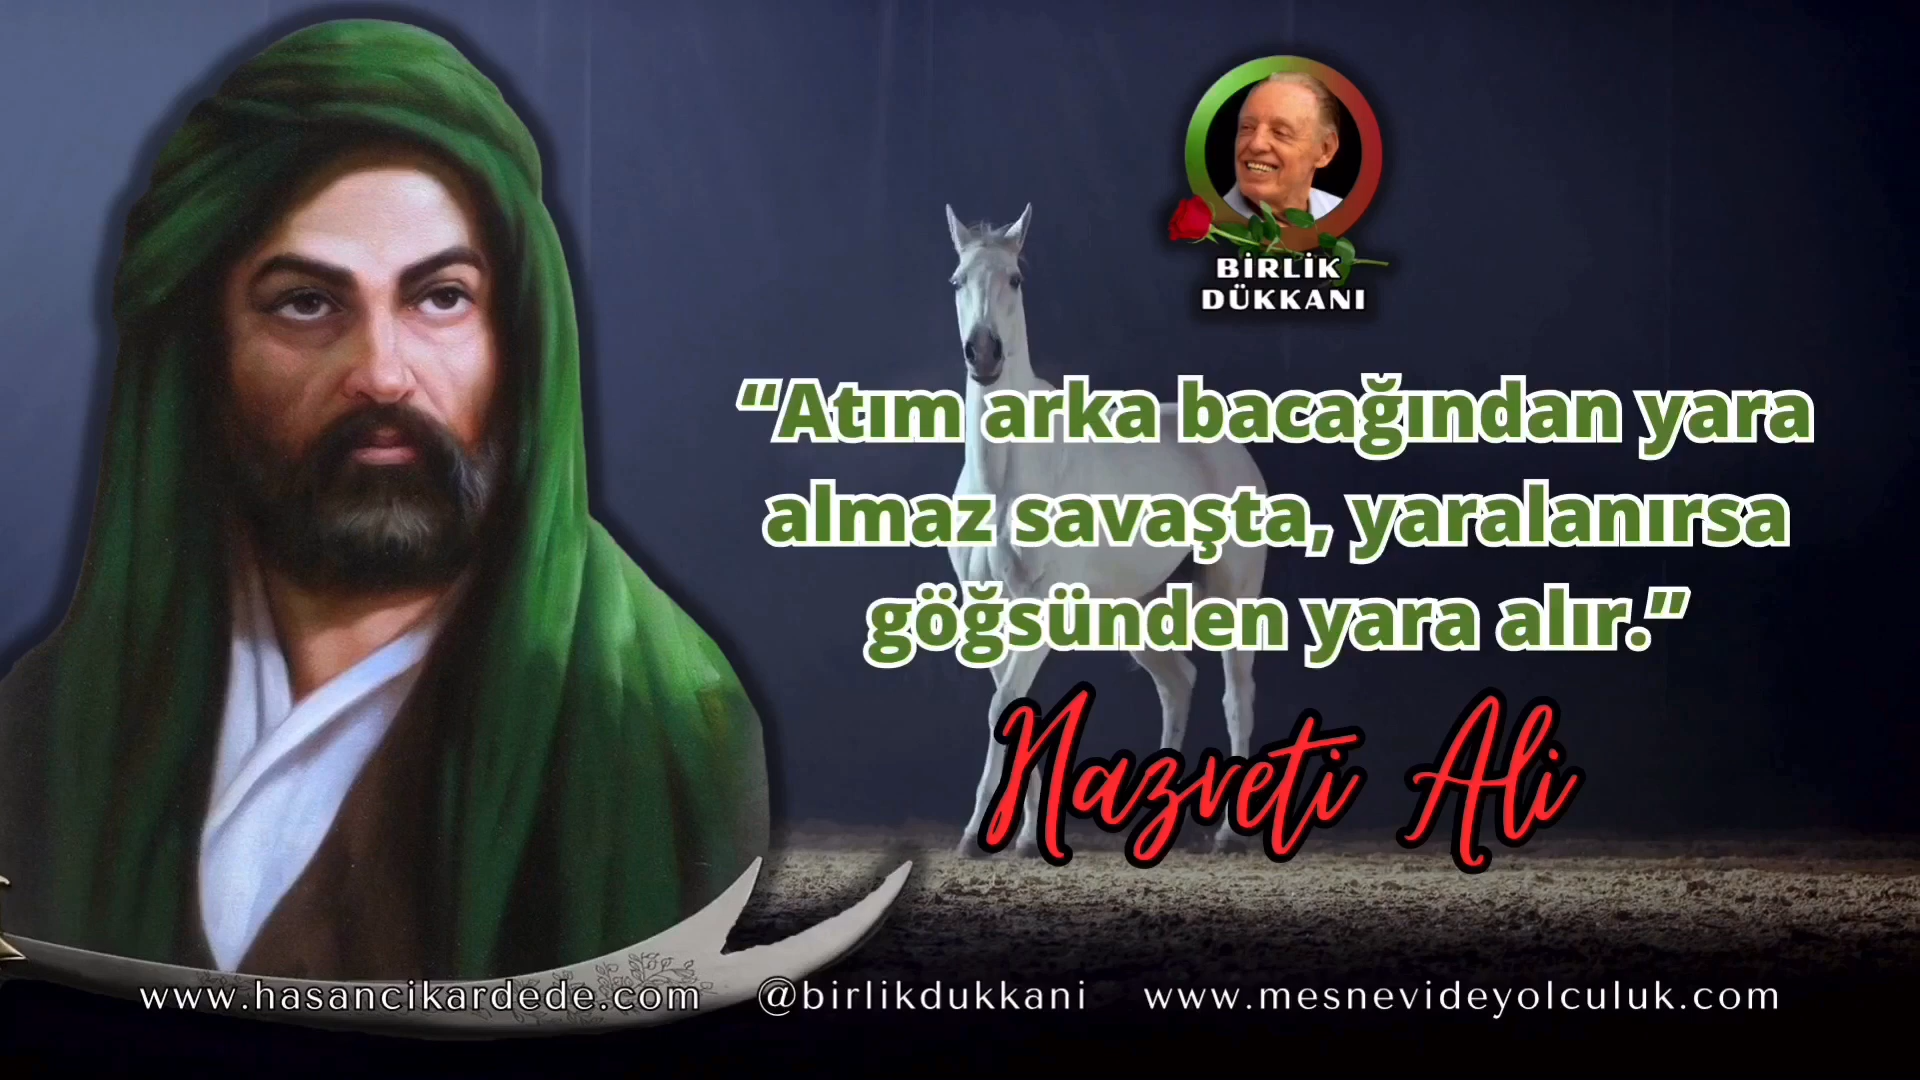 BİRLİK
DÜKKANI
“Atım arka bacağından yara
almaz savaşta, yaralanırsa
göğsünden yara alır.”
Hazreti Ali
www.hasancikardede.com @birlikdukkani www.mesnevideyolculuk.com